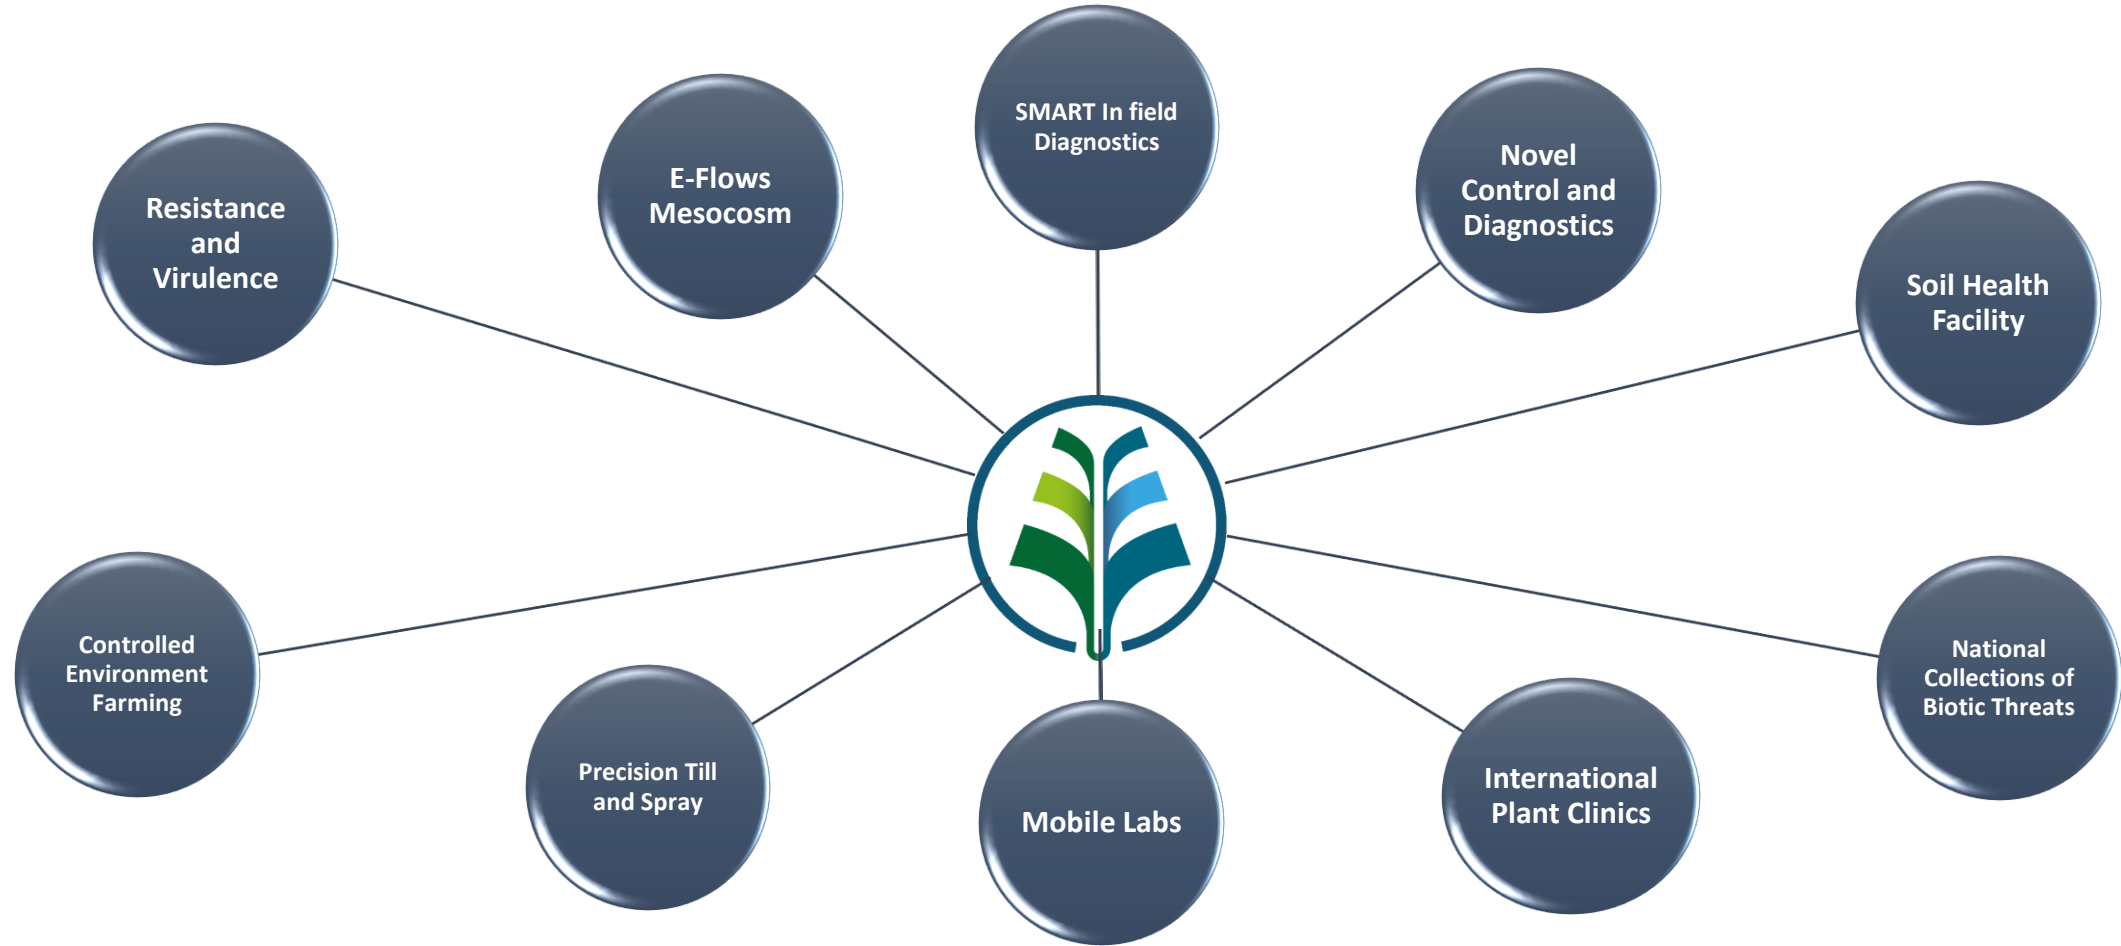 SMART In field
Diagnostics
E-Flows
Mesocosm
Novel
Control and
Diagnostics
Resistance
and
Virulence
Soil Health
Facility
Controlled
Environment
Farming
Precision Till
and Spray
Mobile Labs
International
Plant Clinics
National
Collections of
Biotic Threats